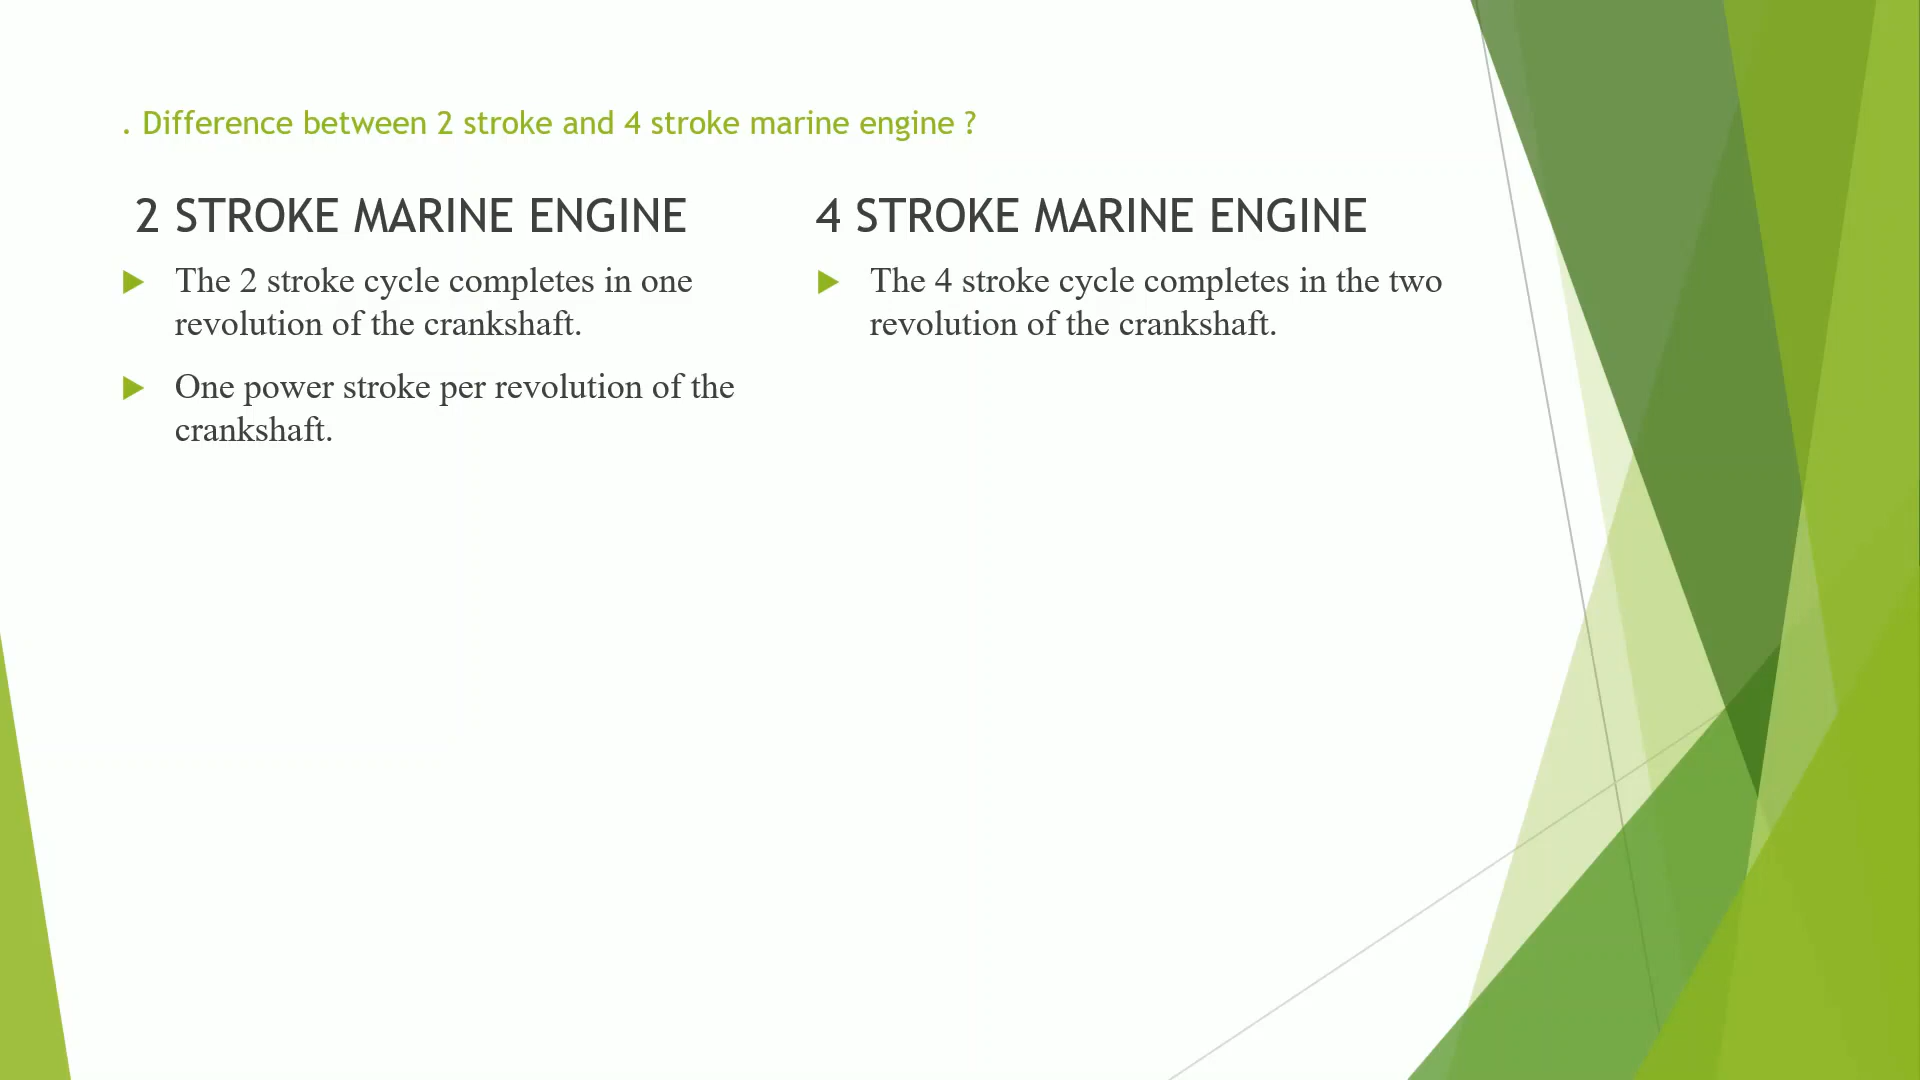 . Difference between 2 stroke and 4 stroke marine engine ?
2 STROKE MARINE ENGINE
The 2 stroke cycle completes in one
revolution of the crankshaft.
One power stroke per revolution of the
crankshaft.
4 STROKE MARINE ENGINE
The 4 stroke cycle completes in the two
revolution of the crankshaft.